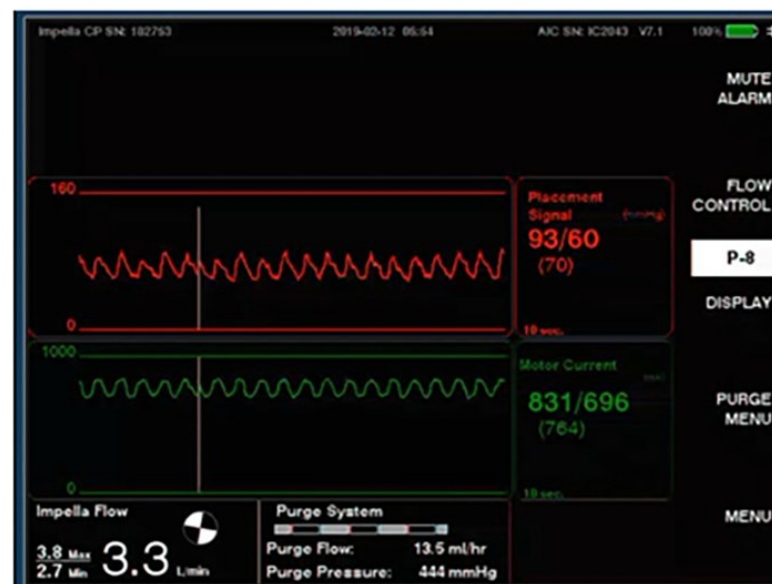 Impella CP SN: 182763
2019-02-12 05:54
AIC SN: IC2043 V7.1
100%
MUTE
ALARM
FLOW
CONTROL
P-8
DISPLAY
PURGE
MENU
MENU
160
0
Placement
Signal (mmHg)
93/60
(70)
10 sec.
1000
0
Motor Current
831/696
(764)
10 sec.
Impella Flow
3.8 Max
2.7 Min
3.3 L/min
Purge System
Purge Flow: 13.5 ml/hr
Purge Pressure: 444 mmHg